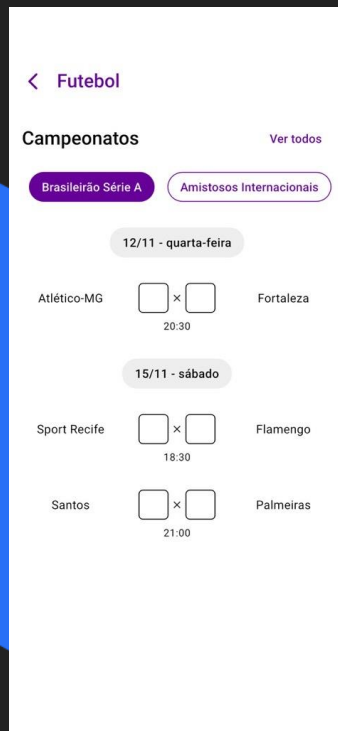 Futebol
Campeonatos Ver todos
Brasileirão Série A Amistosos Internacionais
12/11 - quarta-feira
Atlético-MG × Fortaleza
20:30
15/11 - sábado
Sport Recife × Flamengo
18:30
Santos × Palmeiras
21:00